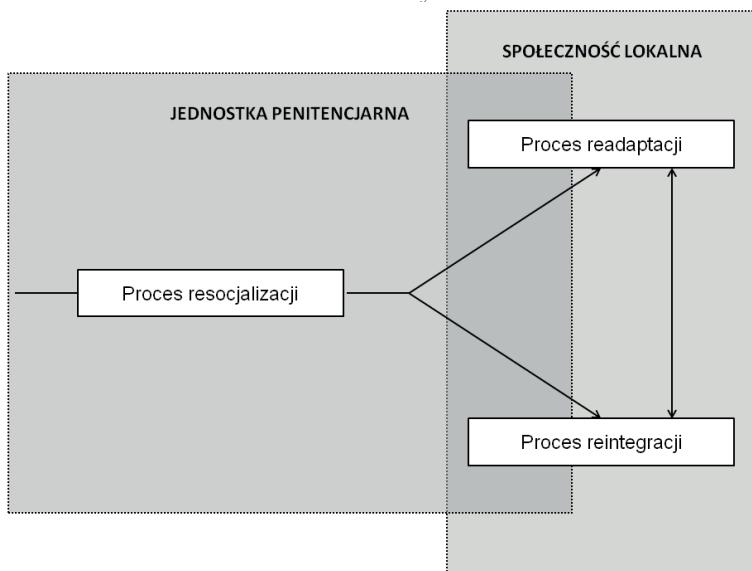 SPOŁECZNOŚĆ LOKALNA
JEDNOSTKA PENITENCJARNA
Proces readaptacji
Proces resocjalizacji
Proces reintegracji